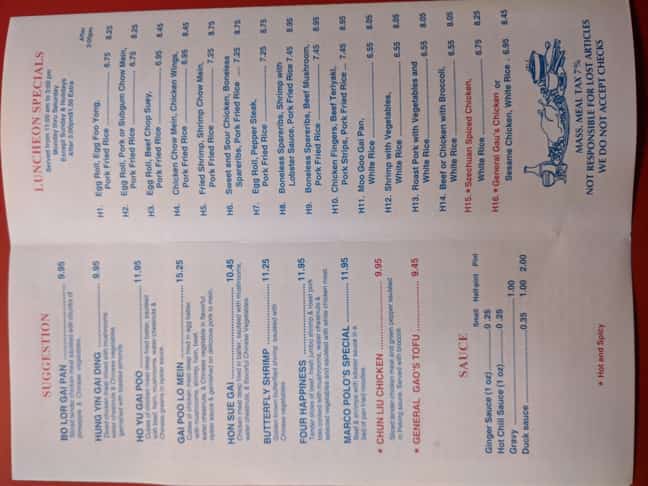 SUGGESTION
BO LOR GAI PAN ........................ 9.95
Sliced tender chicken meat sauteed with chunks of
pineapple & Chinese vegetables.
HUNG YIN GAI DING ................... 9.95
Diced chicken meat mixed with mushrooms
water chestnuts & Chinese vegetables
garnished with toasted almonds.
HO YU GAI POO ......................... 11.95
Cubes of chicken meat deep fried batter, sauteed
with beef, ham, mushrooms, water chestnuts &
Chinese greens in oyster sauce.
GAI POO LO MEIN ....................... 15.25
Cubes of chicken meat deep fried in egg batter,
with mushrooms, shrimp, ham, beef,
water chestnuts, & Chinese vegetable in flavorful
oyster sauce & garnished on delicious pork lo mein.
HON SUE GAI ............................ 10.45
Chicken meat deep fried in batter, sauteed with mushrooms,
water chestnuts, & flavorful Chinese Vegetables
BUTTERFLY SHRIMP .................. 11.25
Golden brown butterflied shrimp sauteed with
Chinese vegetables
FOUR HAPPINESS ...................... 11.95
Tender slices of beef, fresh jumbo shrimp & roast pork
loss content with mushrooms, water chestnuts &
selected vegetables and sauteed with white chicken meat.
MARCO POLO'S SPECIAL ............. 11.95
Beef & shrimps with lobster sauce in a
bed of pan fried noodles.
* CHUN LIU CHICKEN .................... 9.95
Sliced tender chicken meat and green pepper sauteed
in Peking sauce. Served with broccoli
* GENERAL GAO'S TOFU ............... 9.45
SAUCE
Small Half-pint Pint
Ginger Sauce (1 oz) ..............0 .25
Hot Chili Sauce (1 oz)............0 .25
Gravy ................................1.00
Duck sauce .........................0.35 1.00 2.00
* Hot and Spicy
LUNCHEON SPECIALS
Served from 11:00 am to 3:00 pm
Monday thru Saturday
Except Sunday & Holidays
After 3:00pm$1.50 Extra
After
3:00pm
H1. Egg Roll, Egg Foo Yong,
Pork Fried Rice ........................ 6.75 8.25
H2. Egg Roll, Pork or Subgum Chow Mein,
Pork Fried Rice ........................ 6.75 8.25
H3. Egg Roll, Beef Chop Suey,
Pork Fried Rice ........................ 6.95 8.45
H4. Chicken Chow Mein, Chicken Wings,
Pork Fried Rice ........................ 6.95 8.45
H5. Fried Shrimp, Shrimp Chow Mein,
Pork Fried Rice ........................ 7.25 8.75
H6. Sweet and Sour Chicken, Boneless
Spareribs, Pork Fried Rice .... 7.25 8.75
H7. Egg Roll, Pepper Steak,
Pork Fried Rice ........................ 7.25 8.75
H8. Boneless Spareribs, Shrimp with
Lobster Sauce, Pork Fried Rice 7.45 8.95
H9. Boneless Spareribs, Beef Mushroom,
Pork Fried Rice ........................ 7.45 8.95
H10. Chicken Fingers, Beef Teriyaki,
Pork Strips, Pork Fried Rice ... 7.45 8.95
H11. Moo Goo Gai Pan,
White Rice ............................. 6.55 8.05
H12. Shrimp with Vegetables,
White Rice ............................. 6.55 8.05
H13. Roast Pork with Vegetables and
White Rice............................... 6.55 8.05
H14. Beef or Chicken with Broccoli,
White Rice............................... 6.55 8.05
H15.*Szechuan Spiced Chicken,
White Rice .............................. 6.75 8.25
H16.*General Gau's Chicken or
Sesame Chicken, White Rice . 6.95 8.45
MASS. MEAL TAX 7%
NOT RESPONSIBLE FOR LOST ARTICLES
WE DO NOT ACCEPT CHECKS